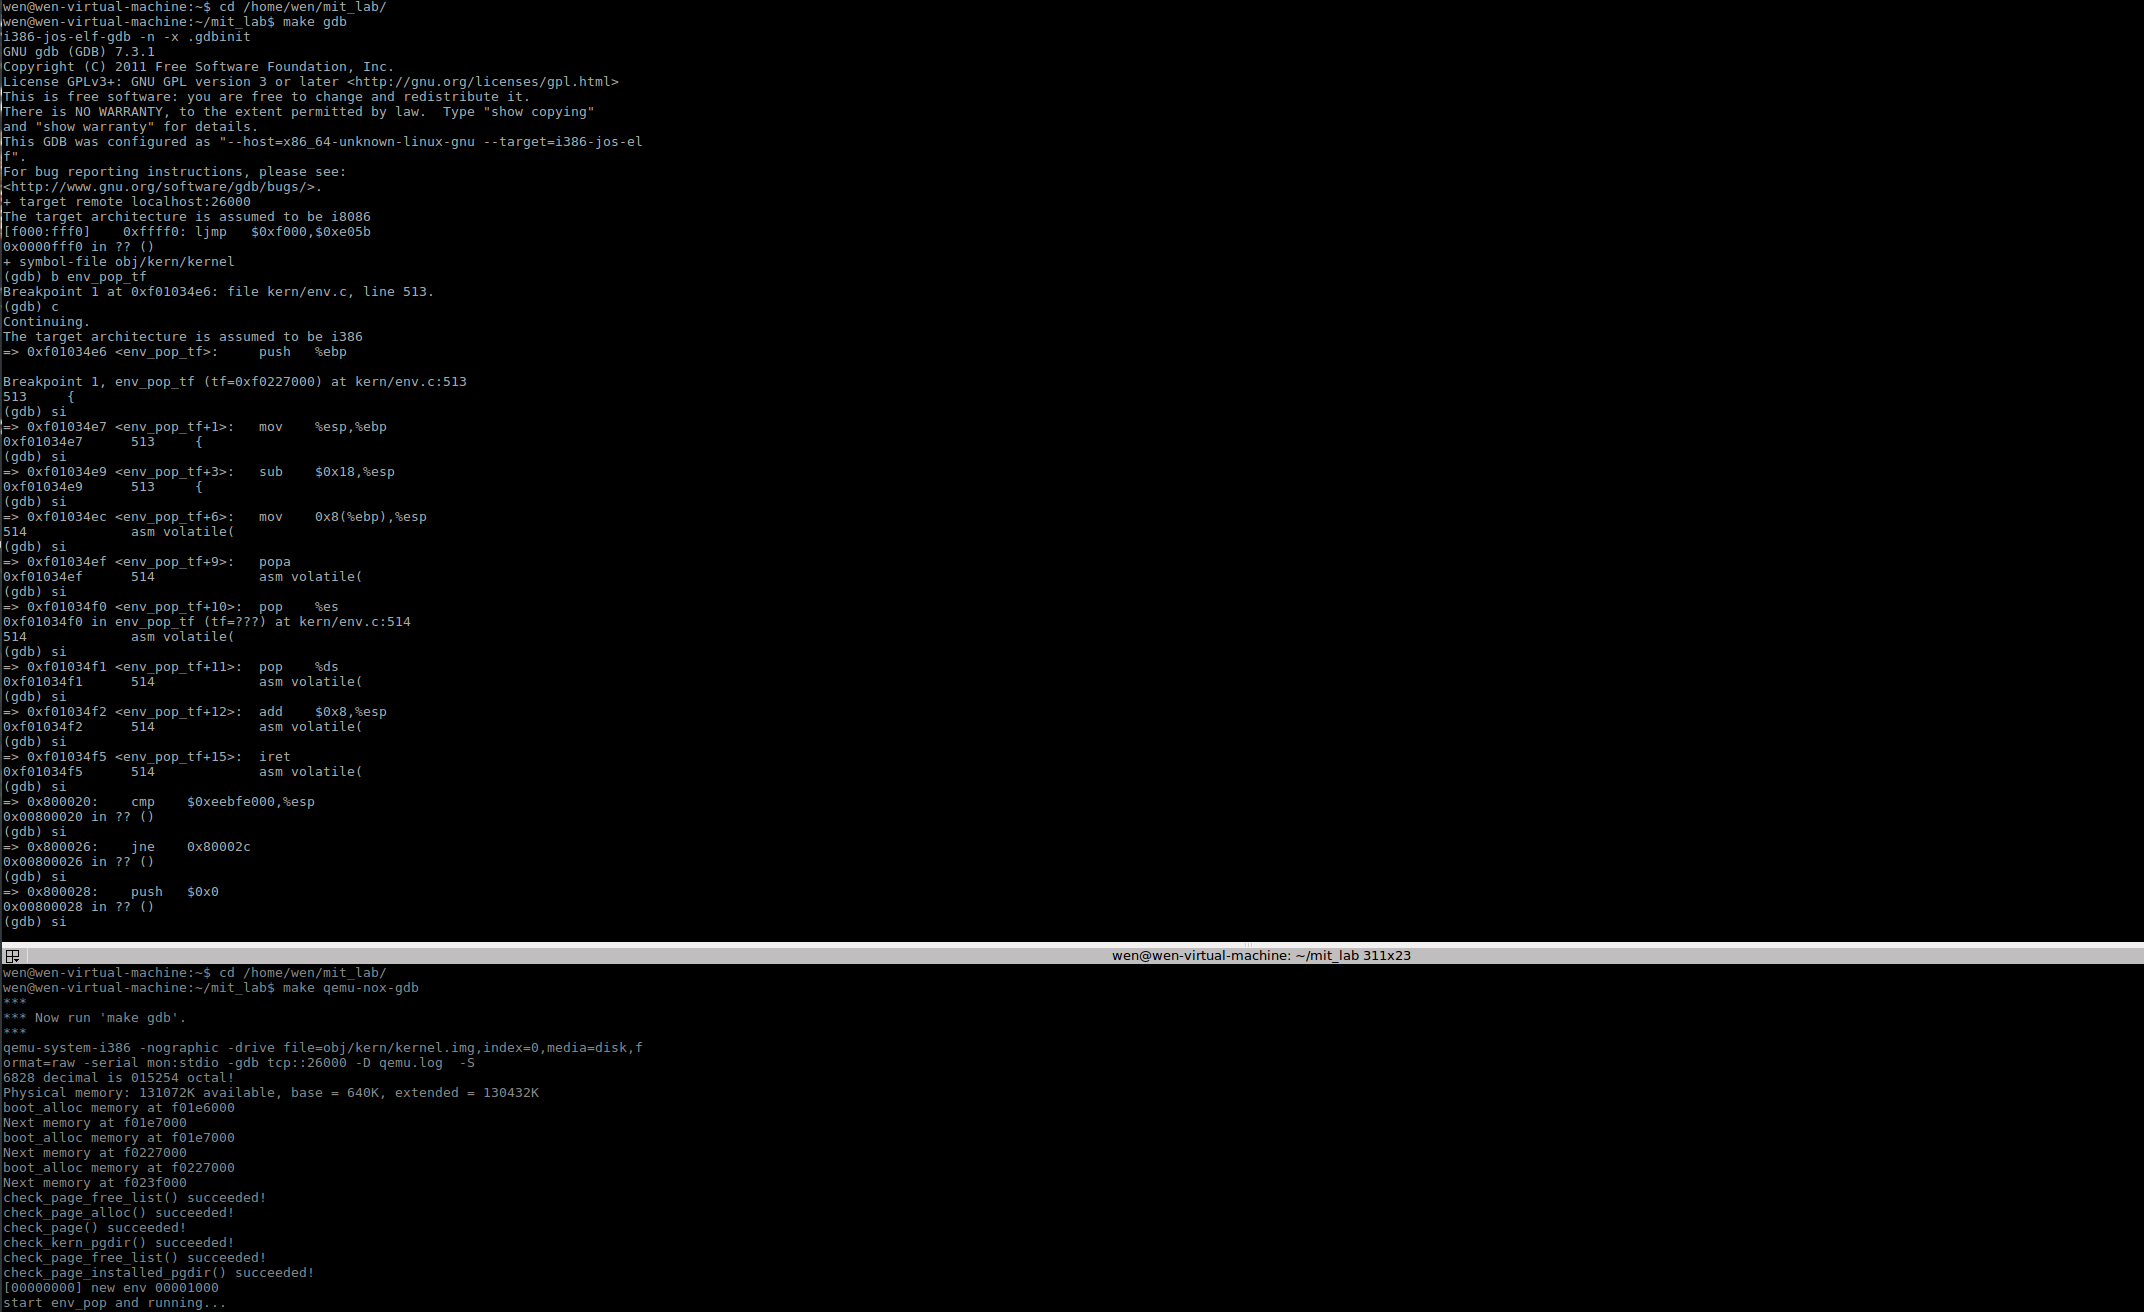 wen@wen-virtual-machine:~$ cd /home/wen/mit_lab/
wen@wen-virtual-machine:~/mit_lab$ make gdb
i386-jos-elf-gdb -n -x .gdbinit
GNU gdb (GDB) 7.3.1
Copyright (C) 2011 Free Software Foundation, Inc.
License GPLv3+: GNU GPL version 3 or later <http://gnu.org/licenses/gpl.html>
This is free software: you are free to change and redistribute it.
There is NO WARRANTY, to the extent permitted by law.  Type "show copying"
and "show warranty" for details.
This GDB was configured as "--host=x86_64-unknown-linux-gnu --target=i386-jos-el
f".
For bug reporting instructions, please see:
<http://www.gnu.org/software/gdb/bugs/>.
+ target remote localhost:26000
The target architecture is assumed to be i8086
[f000:fff0]    0xffff0: ljmp   $0xf000,$0xe05b
0x0000fff0 in ?? ()
+ symbol-file obj/kern/kernel
(gdb) b env_pop_tf
Breakpoint 1 at 0xf01034e6: file kern/env.c, line 513.
(gdb) c
Continuing.
The target architecture is assumed to be i386
=> 0xf01034e6 <env_pop_tf>:     push   %ebp

Breakpoint 1, env_pop_tf (tf=0xf0227000) at kern/env.c:513
513     {
(gdb) si
=> 0xf01034e7 <env_pop_tf+1>:   mov    %esp,%ebp
0xf01034e7      513     {
(gdb) si
=> 0xf01034e9 <env_pop_tf+3>:   sub    $0x18,%esp
0xf01034e9      513     {
(gdb) si
=> 0xf01034ec <env_pop_tf+6>:   mov    0x8(%ebp),%esp
514             asm volatile(
(gdb) si
=> 0xf01034ef <env_pop_tf+9>:   popa
0xf01034ef      514             asm volatile(
(gdb) si
=> 0xf01034f0 <env_pop_tf+10>:  pop    %es
0xf01034f0 in env_pop_tf (tf=???) at kern/env.c:514
514             asm volatile(
(gdb) si
=> 0xf01034f1 <env_pop_tf+11>:  pop    %ds
0xf01034f1      514             asm volatile(
(gdb) si
=> 0xf01034f2 <env_pop_tf+12>:  add    $0x8,%esp
0xf01034f2      514             asm volatile(
(gdb) si
=> 0xf01034f5 <env_pop_tf+15>:  iret
0xf01034f5      514             asm volatile(
(gdb) si
=> 0x800020:    cmp    $0xeebfe000,%esp
0x00800020 in ?? ()
(gdb) si
=> 0x800026:    jne    0x80002c
0x00800026 in ?? ()
(gdb) si
=> 0x800028:    push   $0x0
0x00800028 in ?? ()
(gdb) si
wen@wen-virtual-machine: ~/mit_lab 311x23
wen@wen-virtual-machine:~$ cd /home/wen/mit_lab/
wen@wen-virtual-machine:~/mit_lab$ make qemu-nox-gdb
***
*** Now run 'make gdb'.
***
qemu-system-i386 -nographic -drive file=obj/kern/kernel.img,index=0,media=disk,f
ormat=raw -serial mon:stdio -gdb tcp::26000 -D qemu.log  -S
6828 decimal is 015254 octal!
Physical memory: 131072K available, base = 640K, extended = 130432K
boot_alloc memory at f01e6000
Next memory at f01e7000
boot_alloc memory at f01e7000
Next memory at f0227000
boot_alloc memory at f0227000
Next memory at f023f000
check_page_free_list() succeeded!
check_page_alloc() succeeded!
check_page() succeeded!
check_kern_pgdir() succeeded!
check_page_free_list() succeeded!
check_page_installed_pgdir() succeeded!
[00000000] new env 00001000
start env_pop and running...